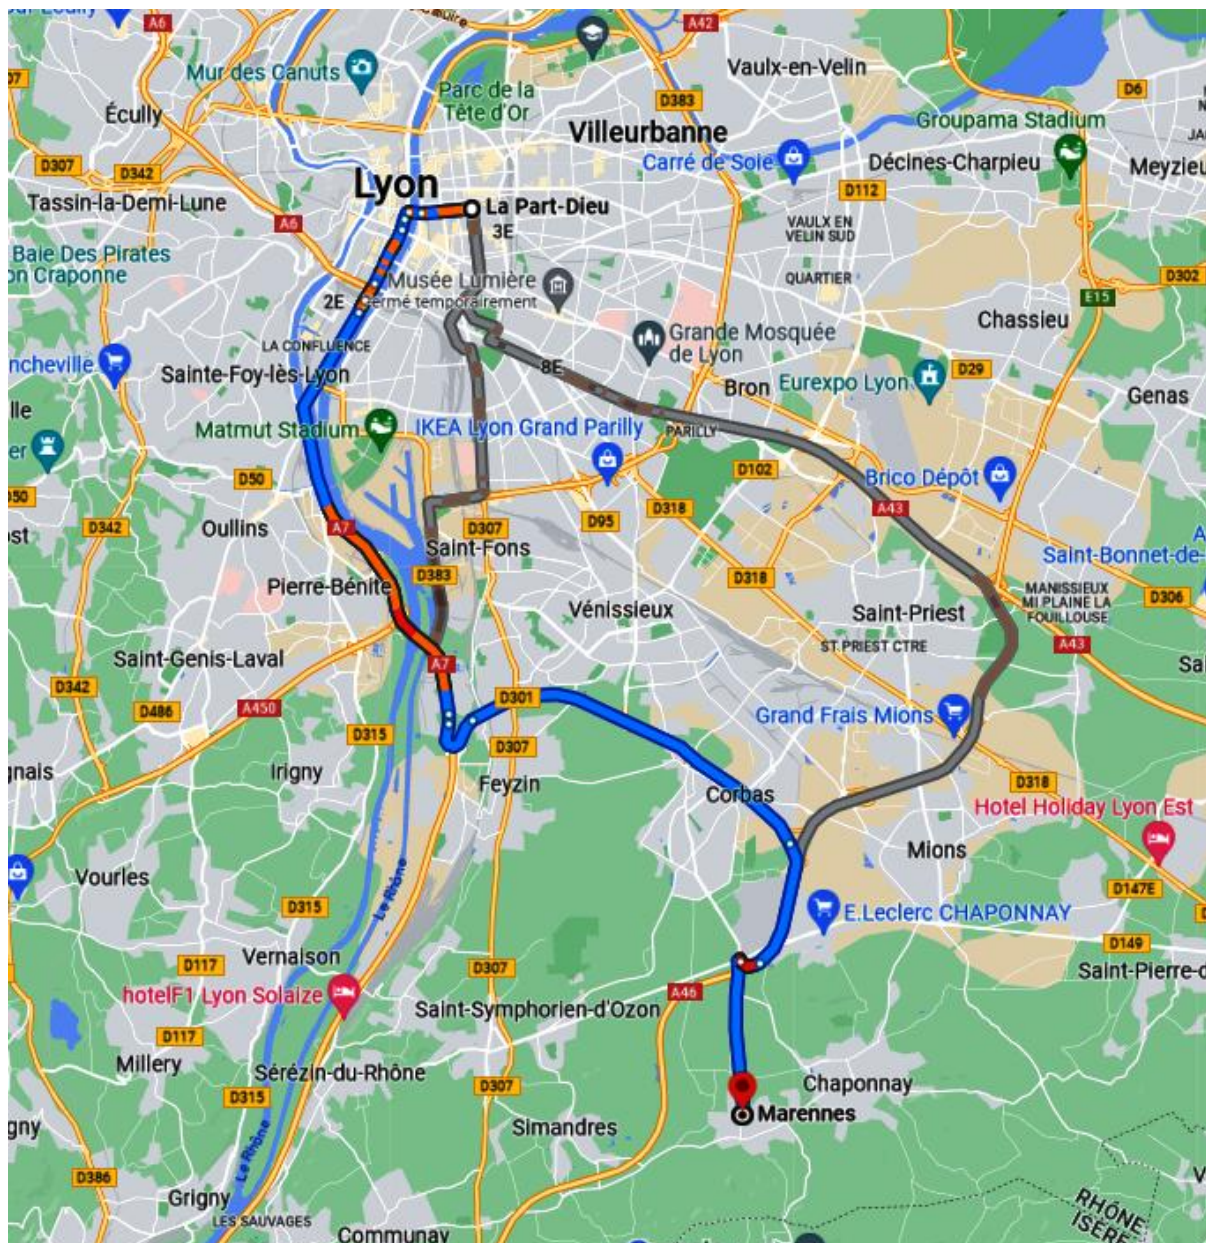 A6
A42
Mur des Canuts
Vaulx-en-Velin
Parc de la
Tête d'Or
D383
D6
Écully
Villeurbanne
Groupama Stadium
Carré de Soie
Décines-Charpieu
Meyzieu
D307
D342
Lyon
D112
Tassin-la-Demi-Lune
La Part-Dieu
A6
3E
VAULX EN
VELIN SUD
Baie Des Pirates
on Craponne
D302
Musée Lumière
Fermé temporairement
QUARTIER
2E
E15
Chassieu
LA CONFLUENCE
Grande Mosquée
de Lyon
ncheville
Sainte-Foy-lès-Lyon
8E
Bron
Eurexpo Lyon
D29
Genas
Matmut Stadium
IKEA Lyon Grand Parilly
PARILLY
D50
D102
Brico Dépôt
D342
Oullins
A7
D307
D95
D318
A43
Saint-Fons
Saint-Bonnet-de-
Pierre-Bénite
D383
D318
MANISSIEUX
MI PLAINE LA
FOUILLOUSE
D306
Vénissieux
Saint-Priest
ST PRIEST CTRE
A43
Saint-Genis-Laval
A7
D342
D486
A450
D301
Grand Frais Mions
D315
D307
Irigny
Feyzin
Corbas
D318
Hotel Holiday Lyon Est
Mions
Vourles
Le Rhône
D147E
D315
E.Leclerc CHAPONNAY
Vernaison
D149
D117
D307
Saint-Pierre-d
hotelF1 Lyon Solaize
A46
Saint-Symphorien-d'Ozon
D117
Millery
Sérézin-du-Rhône
D307
Chaponnay
D315
Marennes
Simandres
Le Rhône
D386
Grigny
LES SAUVAGES
Communay
RHÔNE
ISÈRE